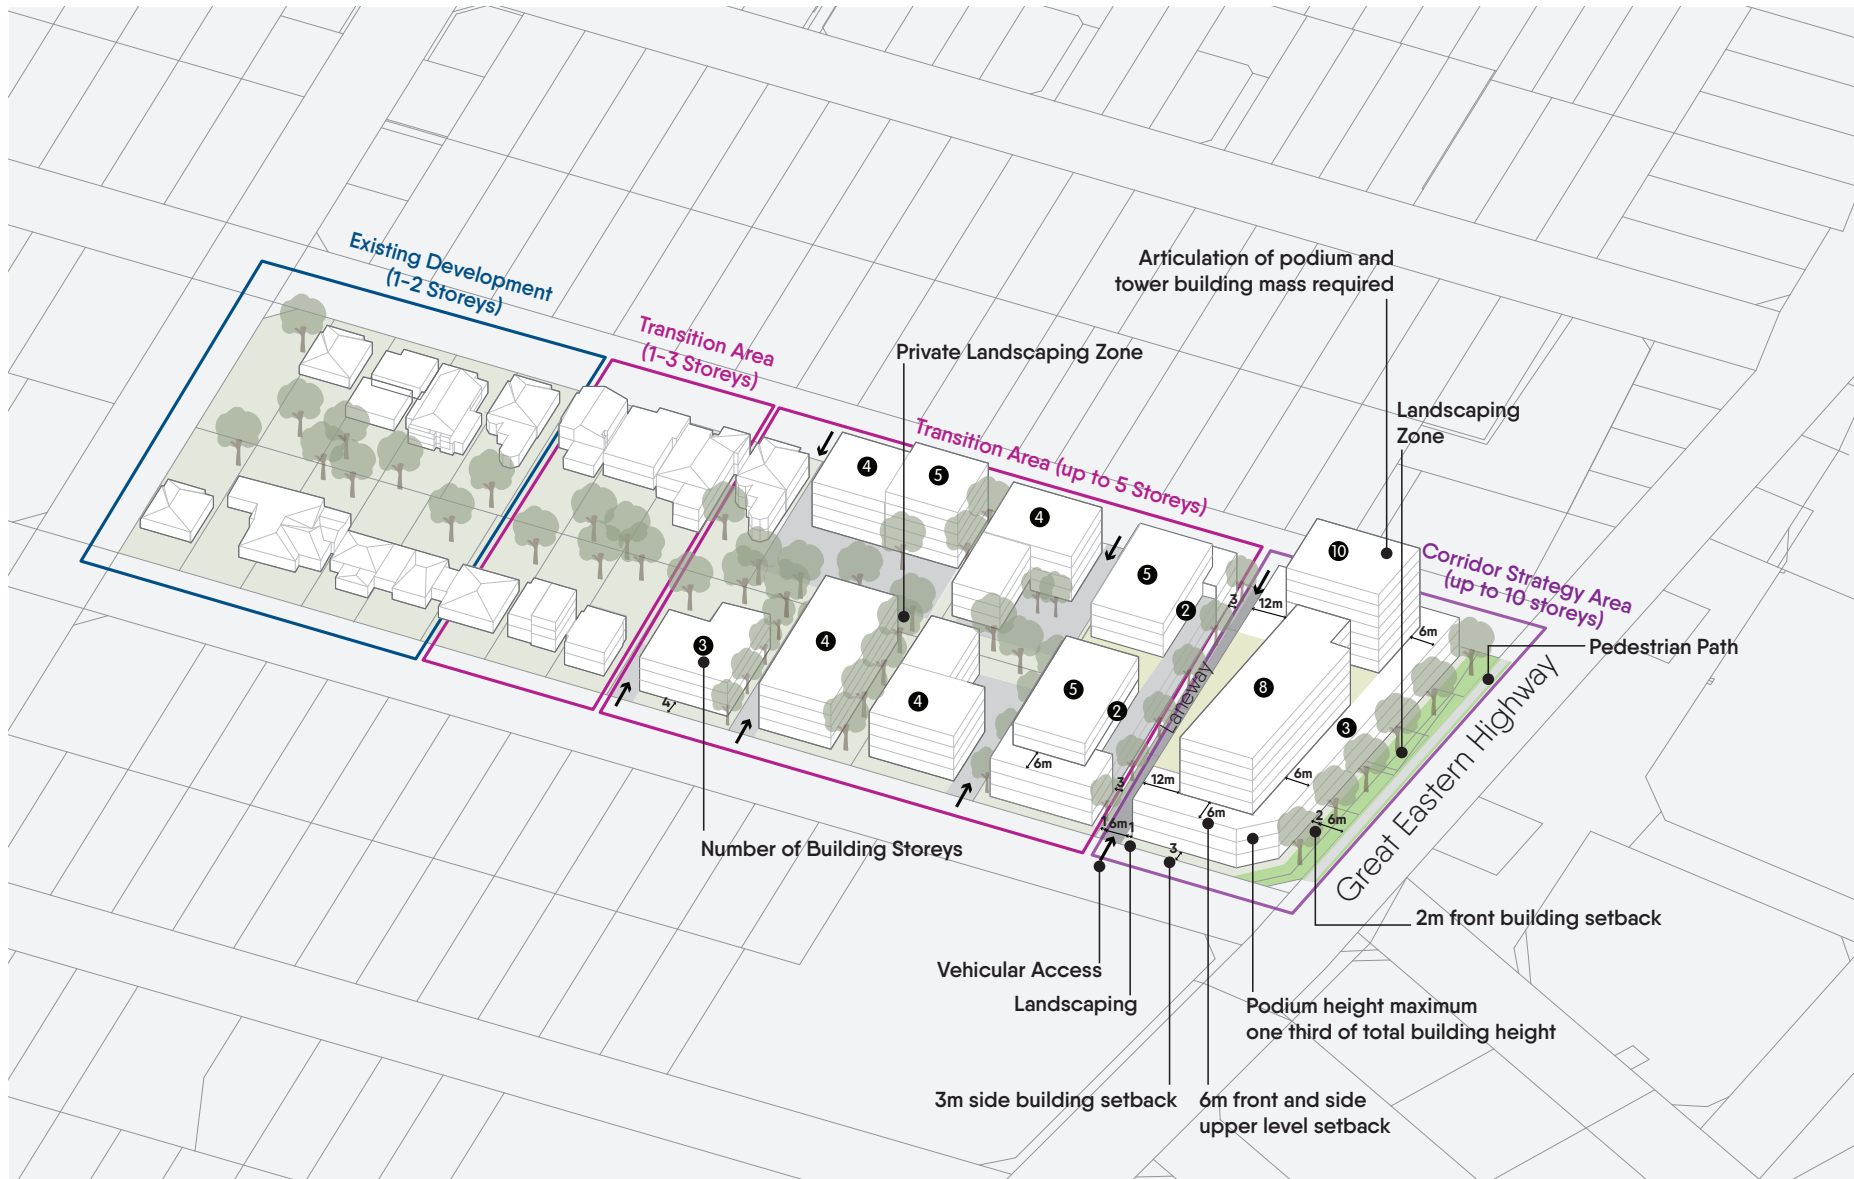 Existing Development
(1-2 Storeys)
Transition Area
(1-3 Storeys)
Private Landscaping Zone
Transition Area (up to 5 Storeys)
Articulation of podium and
tower building mass required
Landscaping
Zone
Corridor Strategy Area
(up to 10 storeys)
Pedestrian Path
4
5
4
5
2
3
12m
10
6m
3
4
4
4
5
2
6m
Laneway
8
3
6m
3
12m
6m
1
6m
1
3
2
6m
Great Eastern Highway
Number of Building Storeys
2m front building setback
Vehicular Access
Landscaping
Podium height maximum
one third of total building height
3m side building setback
6m front and side
upper level setback